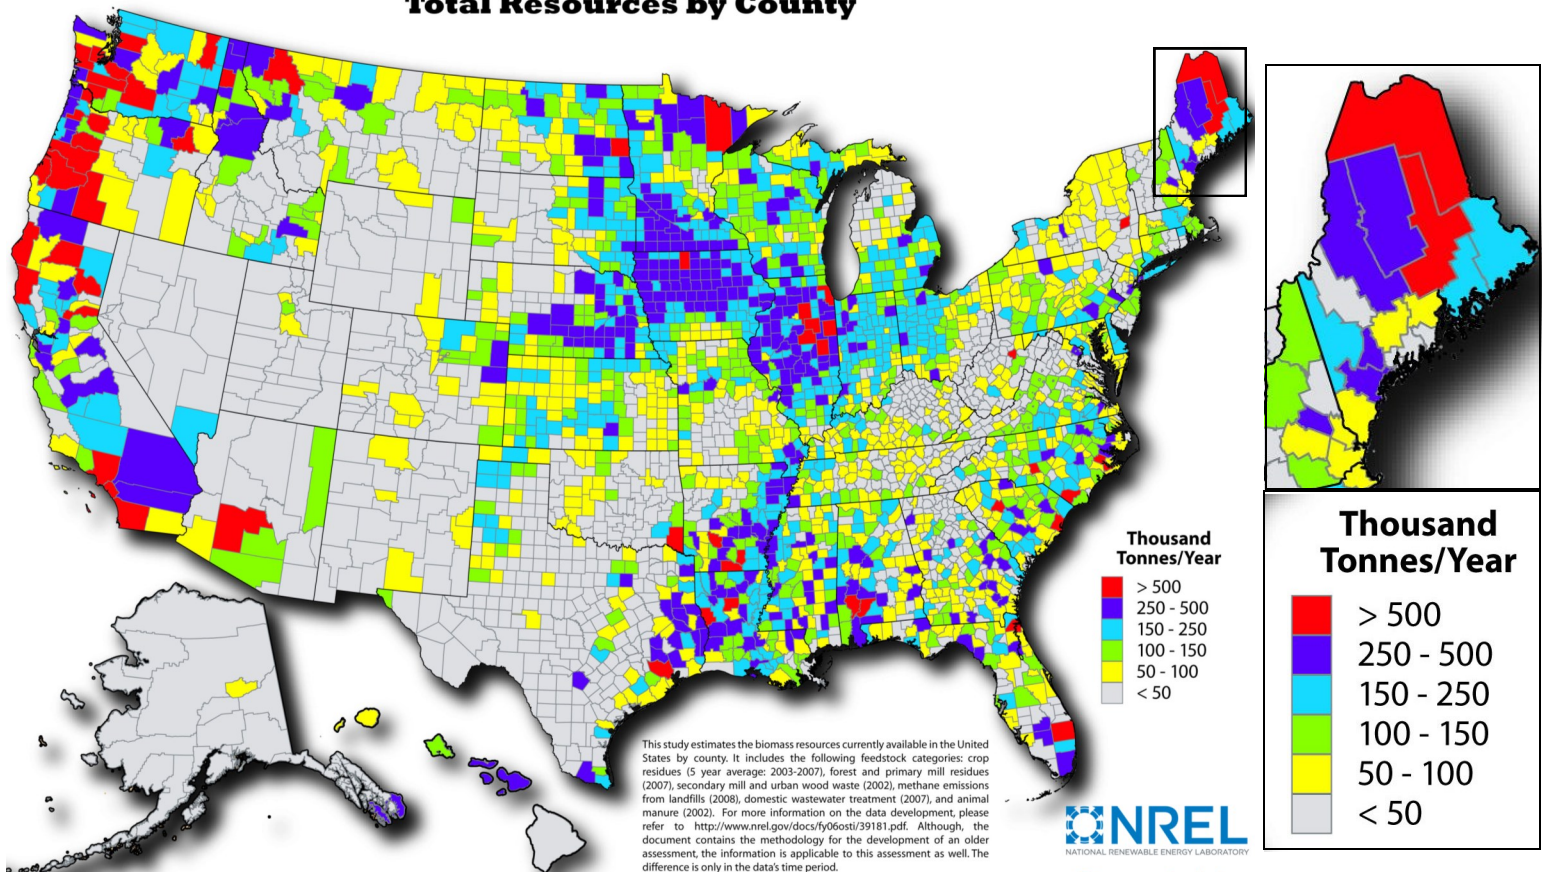 Total Resources by County
Thousand
Tonnes/Year
> 500
250 - 500
150 - 250
100 - 150
50 - 100
< 50
Thousand
Tonnes/Year
> 500
250 - 500
150 - 250
100 - 150
50 - 100
< 50
This study estimates the biomass resources currently available in the United
States by county. It includes the following feedstock categories: crop
residues (5 year average: 2003-2007), forest and primary mill residues
(2007), secondary mill and urban wood waste (2002), methane emissions
from landfills (2008), domestic wastewater treatment (2007), and animal
manure (2002). For more information on the data development, please
refer to http://www.nrel.gov/docs/fy06osti/39181.pdf. Although, the
document contains the methodology for the development of an older
assessment, the information is applicable to this assessment as well. The
difference is only in the data's time period.
NREL
NATIONAL RENEWABLE ENERGY LABORATORY